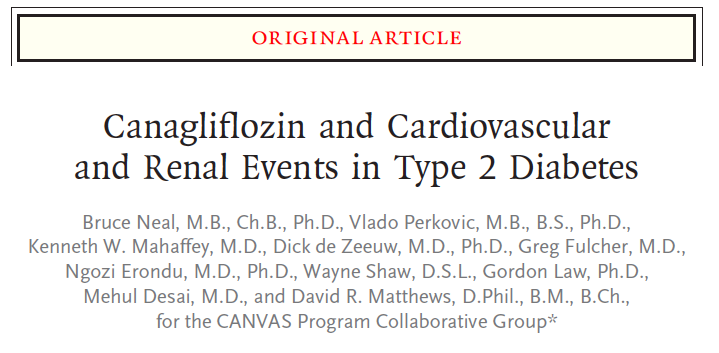 ORIGINAL ARTICLE
Canagliflozin and Cardiovascular
and Renal Events in Type 2 Diabetes
Bruce Neal, M.B., Ch.B., Ph.D., Vlado Perkovic, M.B., B.S., Ph.D.,
Kenneth W. Mahaffey, M.D., Dick de Zeeuw, M.D., Ph.D., Greg Fulcher, M.D.,
Ngozi Erondu, M.D., Ph.D., Wayne Shaw, D.S.L., Gordon Law, Ph.D.,
Mehul Desai, M.D., and David R. Matthews, D.Phil., B.M., B.Ch.,
for the CANVAS Program Collaborative Group*